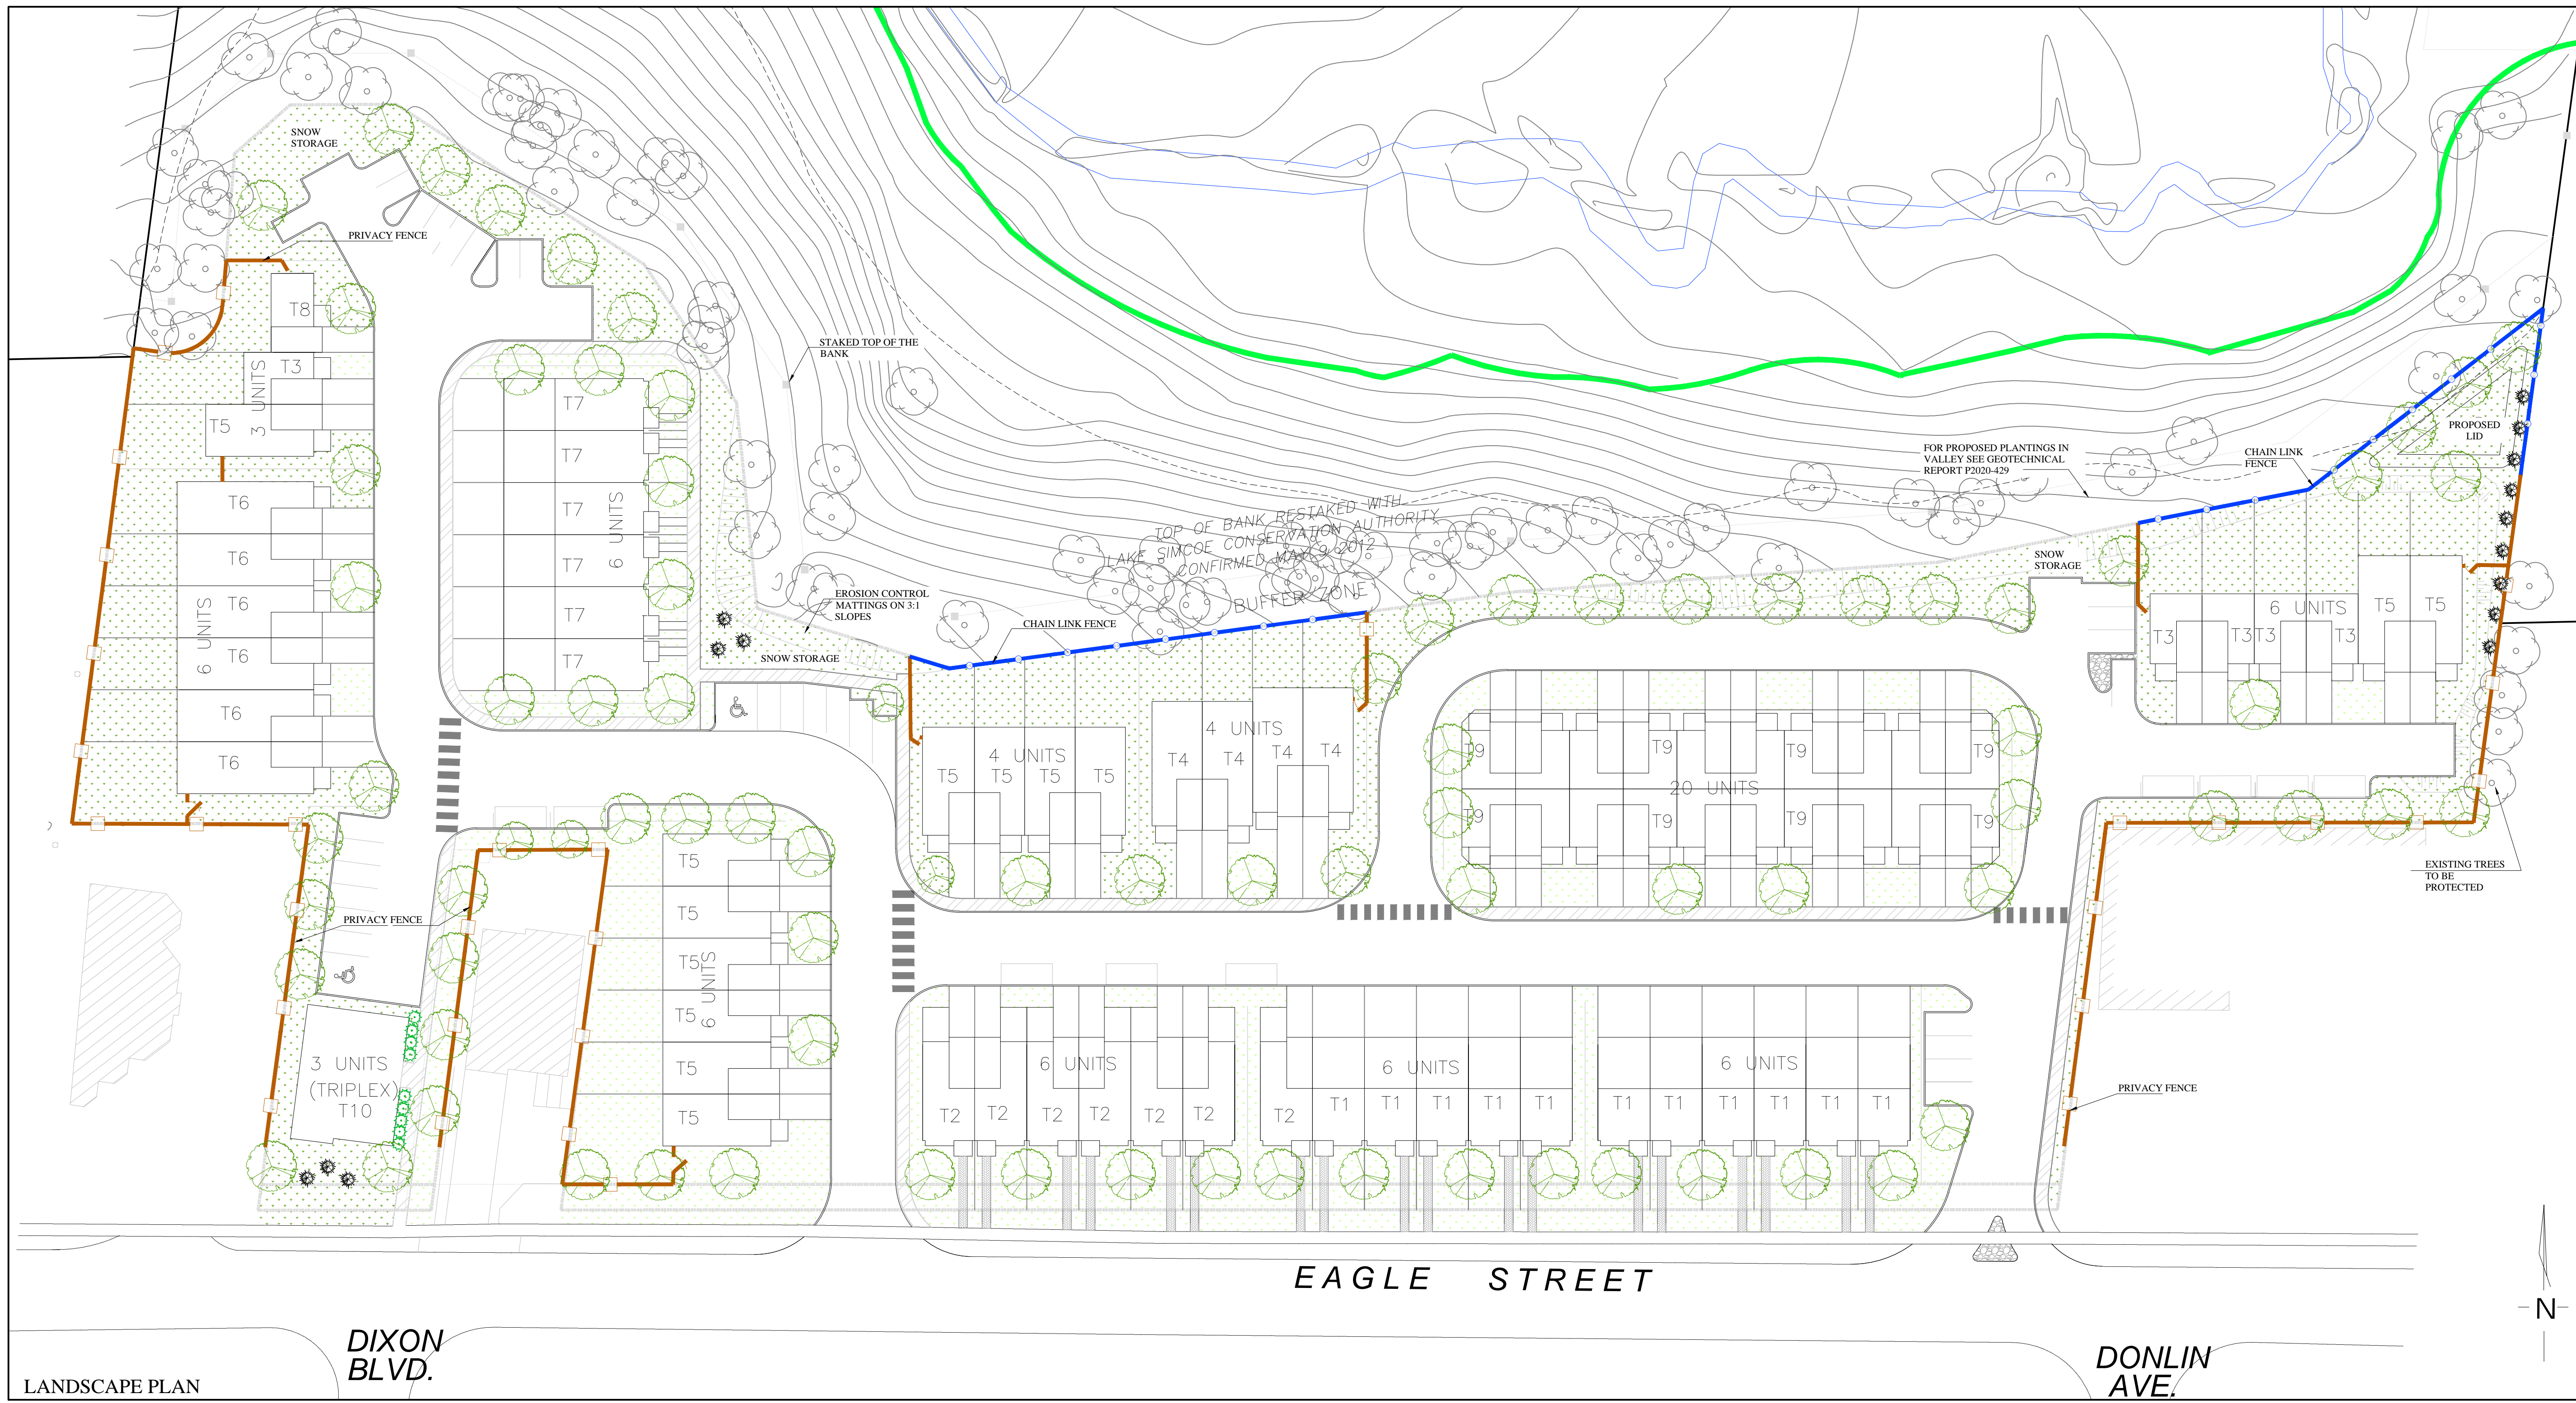 SNOW
STORAGE
PRIVACY FENCE
T8
T3
3 UNITS
T5
T6
T6
T6
T6
T6
T6
6 UNITS
T7
T7
T7
T7
T7
T7
6 UNITS
STAKED TOP OF THE
BANK
EROSION CONTROL
MATTINGS ON 3:1
SLOPES
SNOW STORAGE
CHAIN LINK FENCE
TOP OF BANK RESTAKED WITH
LAKE SIMCOE CONSERVATION AUTHORITY
CONFIRMED MAY 9, 2012
BUFFER ZONE
FOR PROPOSED PLANTINGS IN
VALLEY SEE GEOTECHNICAL
REPORT P2020-429
CHAIN LINK
FENCE
PROPOSED
LID
SNOW
STORAGE
6 UNITS
T3 T3 T3 T3 T5 T5
4 UNITS
T5 T5 T5 T5
4 UNITS
T4 T4 T4 T4
T9 T9 T9 T9
20 UNITS
T9 T9 T9 T9
EXISTING TREES
TO BE
PROTECTED
PRIVACY FENCE
3 UNITS
(TRIPLEX)
T10
T5
T5
T5
T5
T5
T5
6 UNITS
6 UNITS
T2 T2 T2 T2 T2 T2
6 UNITS
T2 T1 T1 T1 T1 T1
6 UNITS
T1 T1 T1 T1 T1 T1
PRIVACY FENCE
EAGLE STREET
N
DIXON
BLVD.
DONLIN
AVE.
LANDSCAPE PLAN